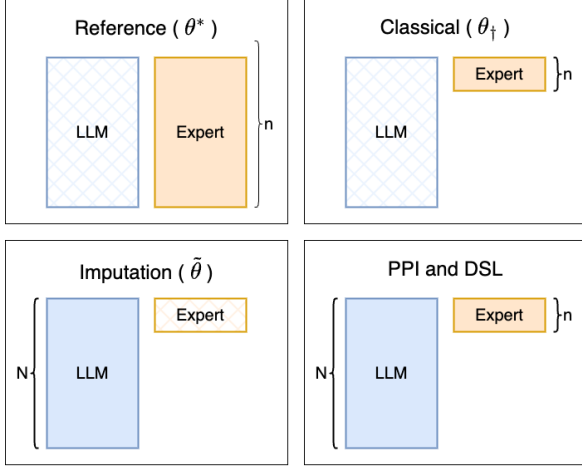 Reference ( θ* )
LLM
Expert
n
Classical ( θ† )
LLM
Expert
n
Imputation ( θ̃ )
N
LLM
Expert
PPI and DSL
N
LLM
Expert
n